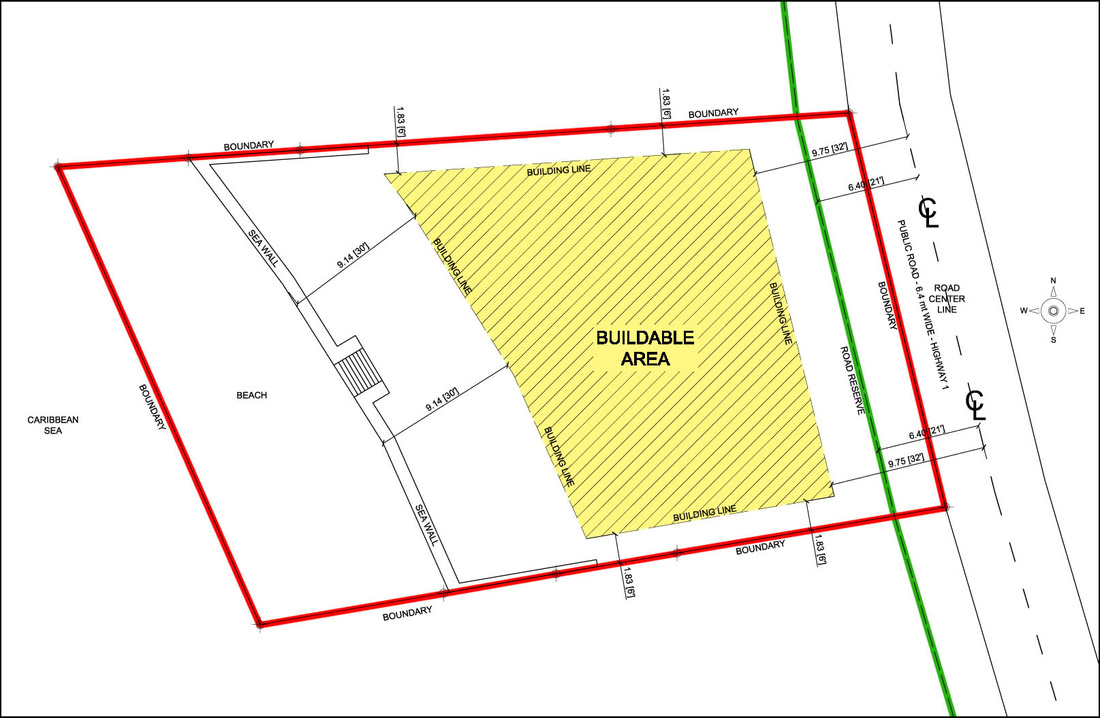 1.83 [6']
1.83 [6']
BOUNDARY
BOUNDARY
9.75 [32']
BUILDING LINE
6.40 [21']
℄
SEA WALL
9.14 [30']
BUILDING LINE
PUBLIC ROAD - 6.4 mt WIDE - HIGHWAY 1
ROAD
CENTER
LINE
BOUNDARY
BUILDING LINE
N
W
E
S
BUILDABLE
AREA
ROAD RESERVE
BOUNDARY
BEACH
9.14 [30']
℄
CARIBBEAN
SEA
6.40 [21']
9.75 [32']
BUILDING LINE
SEA WALL
BUILDING LINE
1.83 [6']
BOUNDARY
1.83 [6']
BOUNDARY